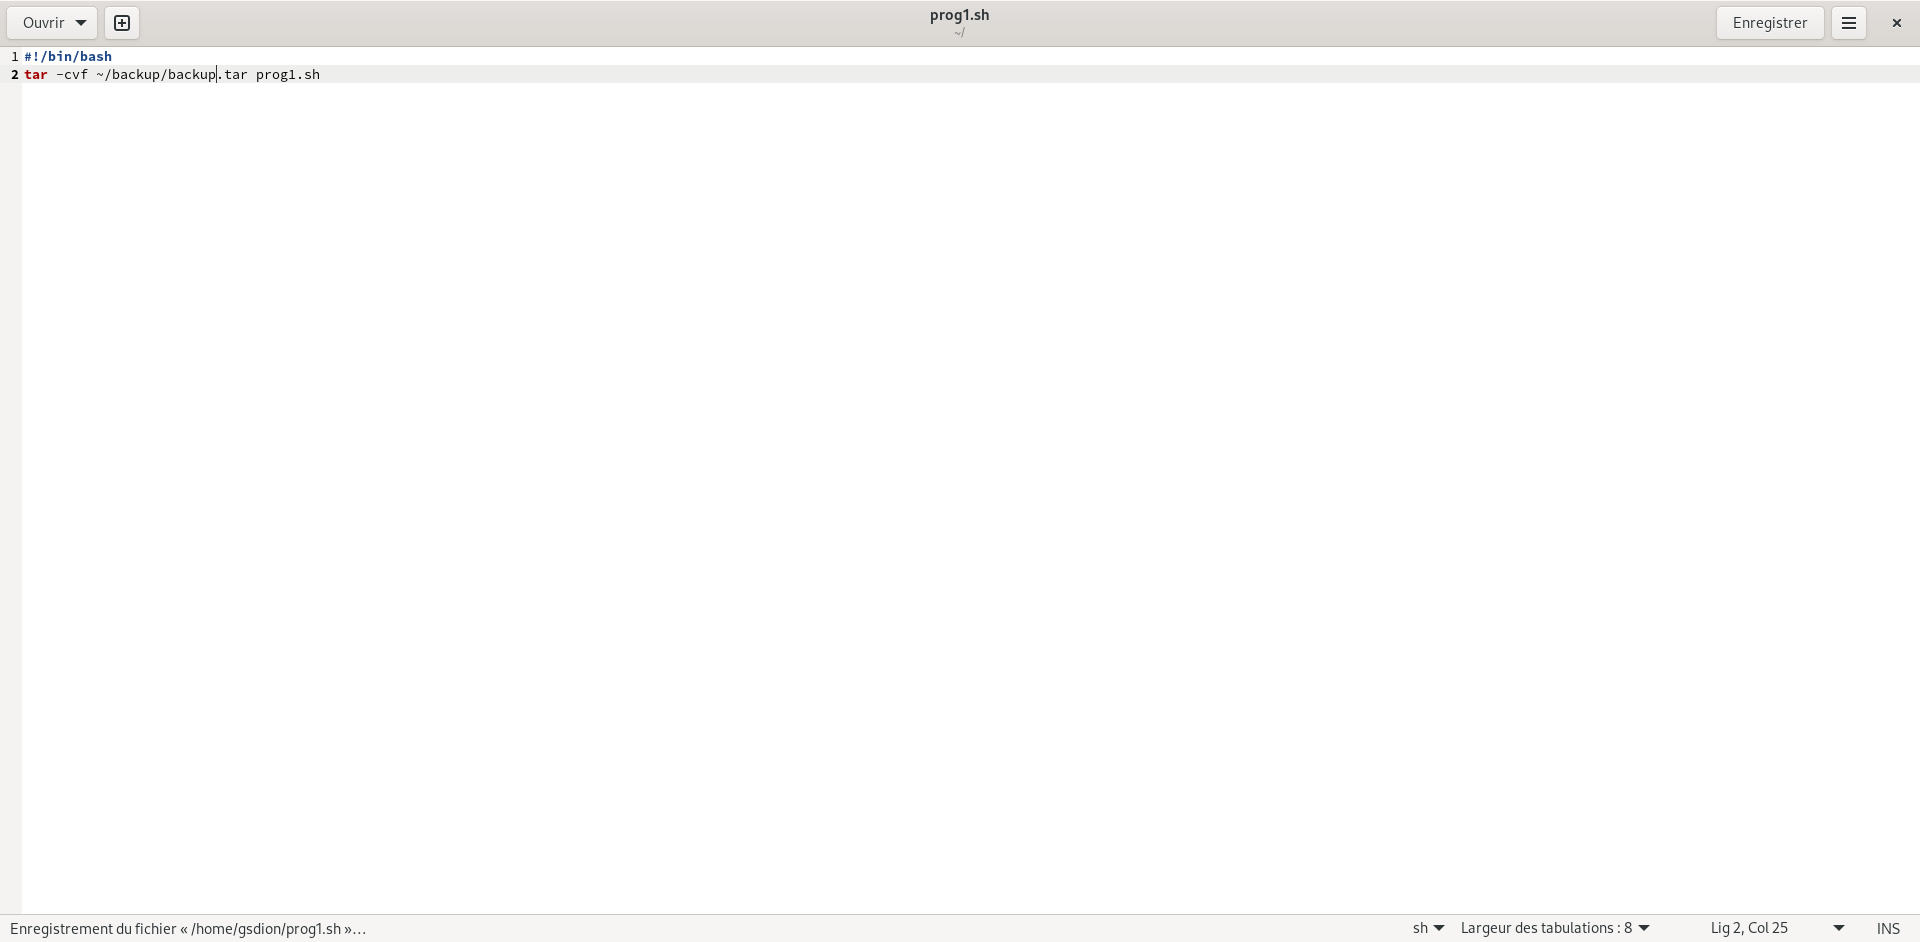 Ouvrir
prog1.sh
~/
Enregistrer
1 #!/bin/bash
2 tar -cvf ~/backup/backup.tar prog1.sh
Enregistrement du fichier « /home/gsdion/prog1.sh »…
sh
Largeur des tabulations : 8
Lig 2, Col 25
INS